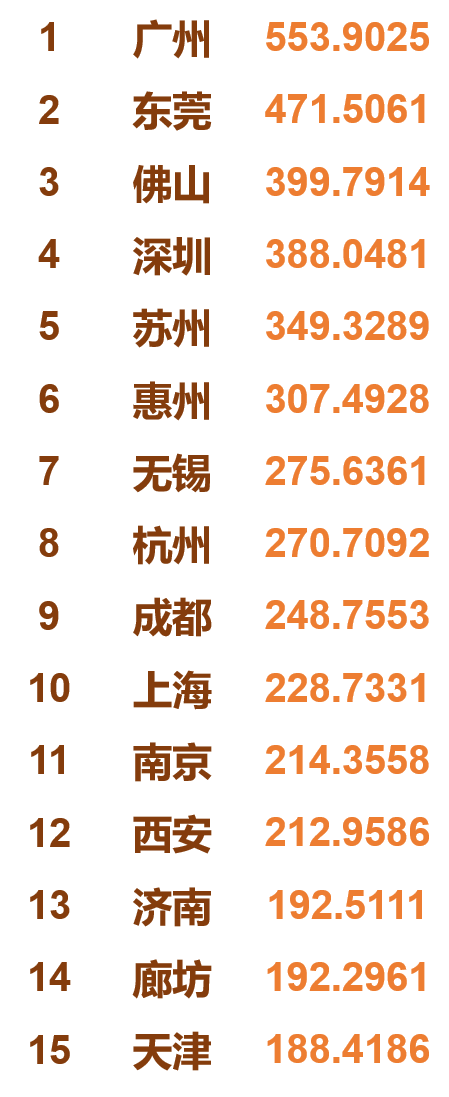 1 广州 553.9025
2 东莞 471.5061
3 佛山 399.7914
4 深圳 388.0481
5 苏州 349.3289
6 惠州 307.4928
7 无锡 275.6361
8 杭州 270.7092
9 成都 248.7553
10 上海 228.7331
11 南京 214.3558
12 西安 212.9586
13 济南 192.5111
14 廊坊 192.2961
15 天津 188.4186